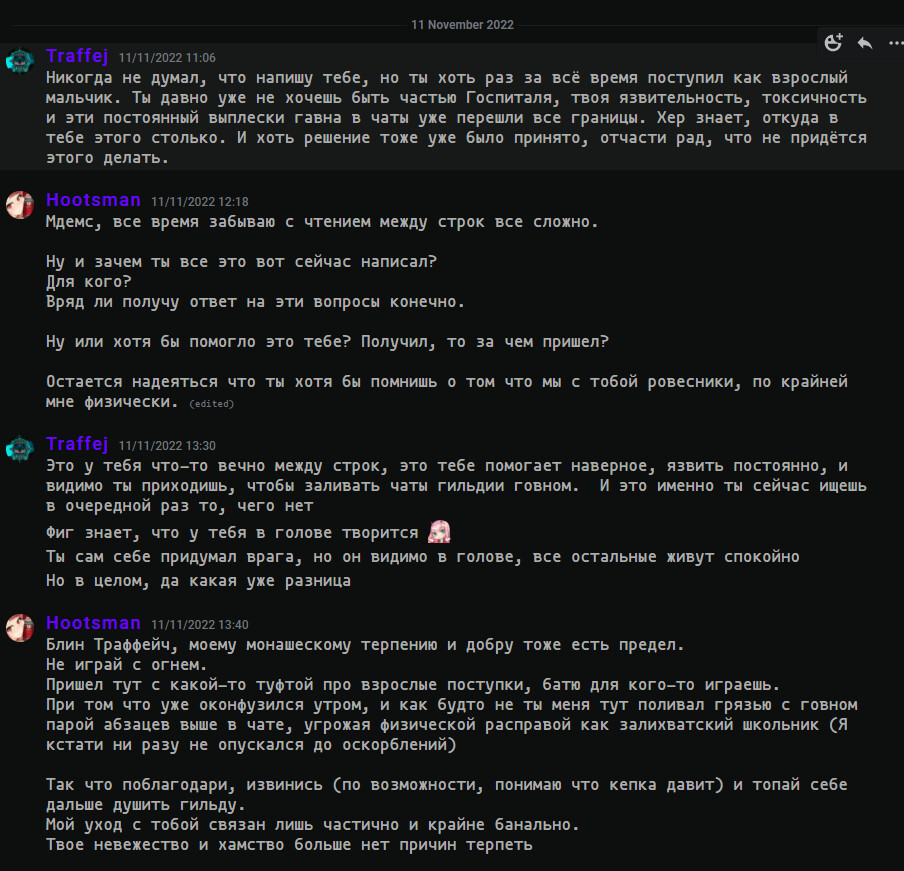 11 November 2022
Traffej 11/11/2022 11:06
Никогда не думал, что напишу тебе, но ты хоть раз за всё время поступил как взрослый
мальчик. Ты давно уже не хочешь быть частью Госпиталя, твоя язвительность, токсичность
и эти постоянный выплески гавна в чаты уже перешли все границы. Хер знает, откуда в
тебе этого столько. И хоть решение тоже уже было принято, отчасти рад, что не придётся
этого делать.
Hootsman 11/11/2022 12:18
Мдемс, все время забываю с чтением между строк все сложно.
Ну и зачем ты все это вот сейчас написал?
Для кого?
Вряд ли получу ответ на эти вопросы конечно.
Ну или хотя бы помогло это тебе? Получил, то за чем пришел?
Остается надеяться что ты хотя бы помнишь о том что мы с тобой ровесники, по крайней
мне физически. (edited)
Traffej 11/11/2022 13:30
Это у тебя что-то вечно между строк, это тебе помогает наверное, язвить постоянно, и
видимо ты приходишь, чтобы заливать чаты гильдии говном. И это именно ты сейчас ищешь
в очередной раз то, чего нет
Фиг знает, что у тебя в голове творится
Ты сам себе придумал врага, но он видимо в голове, все остальные живут спокойно
Но в целом, да какая уже разница
Hootsman 11/11/2022 13:40
Блин Траффейч, моему монашескому терпению и добру тоже есть предел.
Не играй с огнем.
Пришел тут с какой-то туфтой про взрослые поступки, батю для кого-то играешь.
При том что уже оконфузился утром, и как будто не ты меня тут поливал грязью с говном
парой абзацев выше в чате, угрожая физической расправой как залихватский школьник (Я
кстати ни разу не опускался до оскорблений)
Так что поблагодари, извинись (по возможности, понимаю что кепка давит) и топай себе
дальше душить гильду.
Мой уход с тобой связан лишь частично и крайне банально.
Твое невежество и хамство больше нет причин терпеть